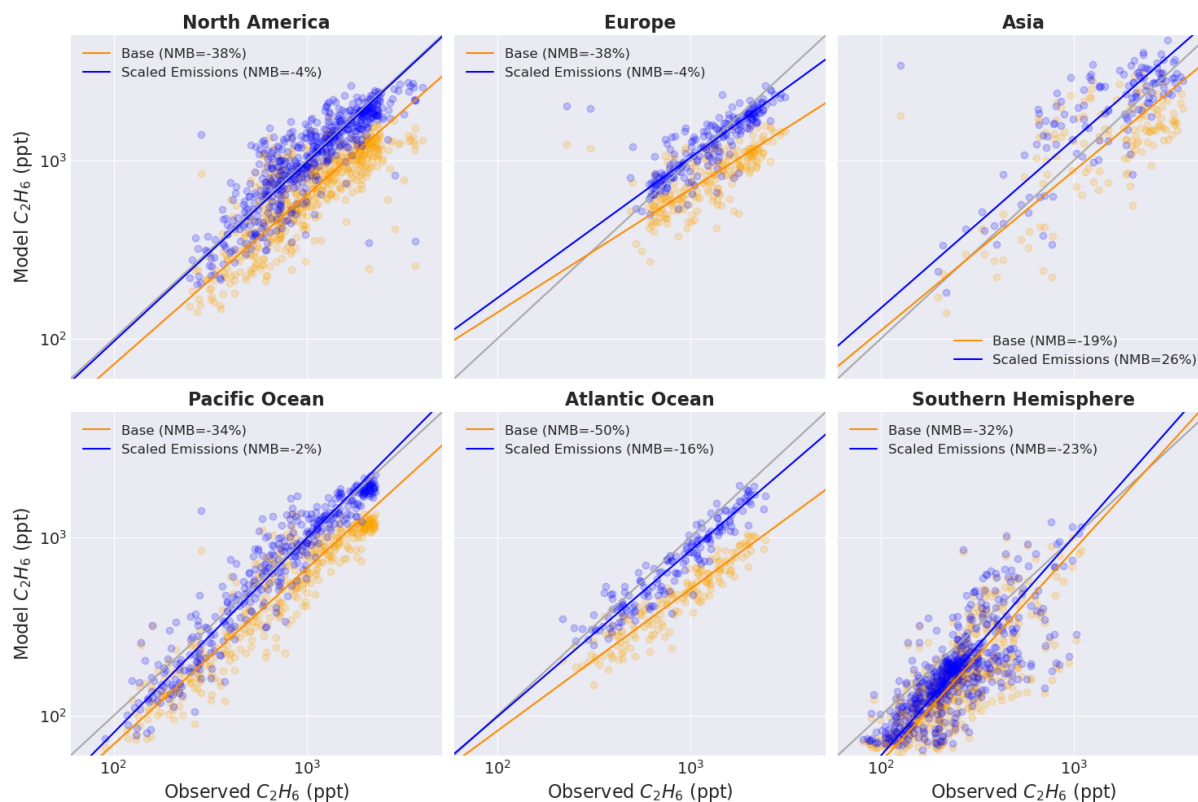 North America
Base (NMB=-38%)
Scaled Emissions (NMB=-4%)
Europe
Base (NMB=-38%)
Scaled Emissions (NMB=-4%)
Asia
Base (NMB=-19%)
Scaled Emissions (NMB=26%)
Model C₂H₆ (ppt)
10³
10²
Pacific Ocean
Base (NMB=-34%)
Scaled Emissions (NMB=-2%)
Atlantic Ocean
Base (NMB=-50%)
Scaled Emissions (NMB=-16%)
Southern Hemisphere
Base (NMB=-32%)
Scaled Emissions (NMB=-23%)
Model C₂H₆ (ppt)
10³
10²
10² 10³
10² 10³
10² 10³
Observed C₂H₆ (ppt)
Observed C₂H₆ (ppt)
Observed C₂H₆ (ppt)